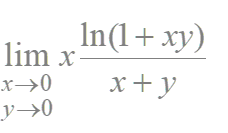 lim x ln(1 + xy) / x + y
x→0
y→0